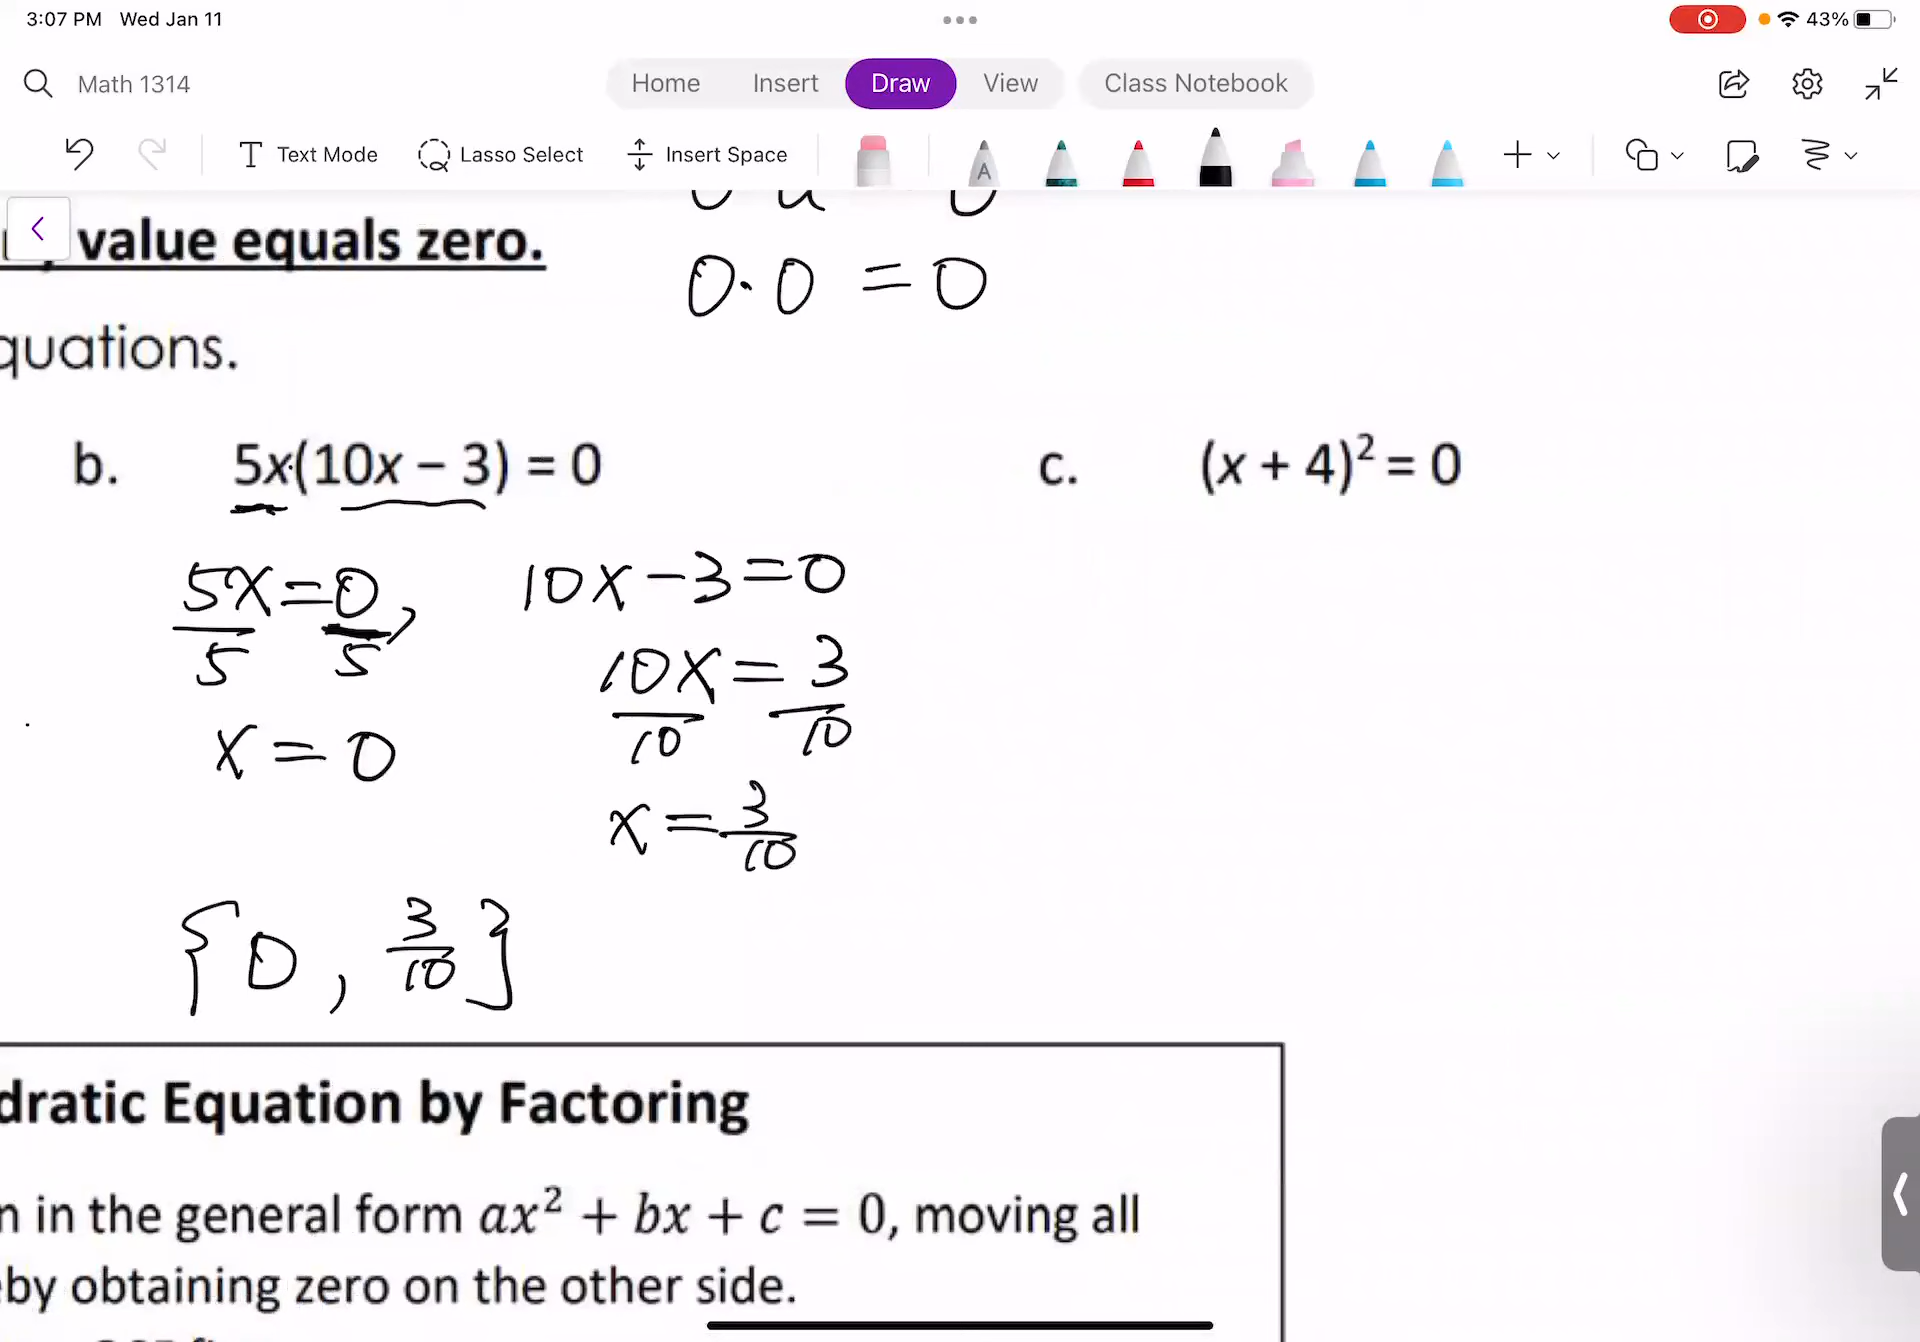 3:07 PM Wed Jan 11
43%
Math 1314
Home Insert Draw View Class Notebook
Text Mode Lasso Select Insert Space
A
value equals zero.
0·0 = 0
quations.
b. 5x(10x – 3) = 0
c. (x + 4)² = 0
5x=0, 10x-3=0
5 5
10x = 3
10 10
x = 0
x = 3/10
{0, 3/10}
dratic Equation by Factoring
n in the general form ax² + bx + c = 0, moving all
by obtaining zero on the other side.